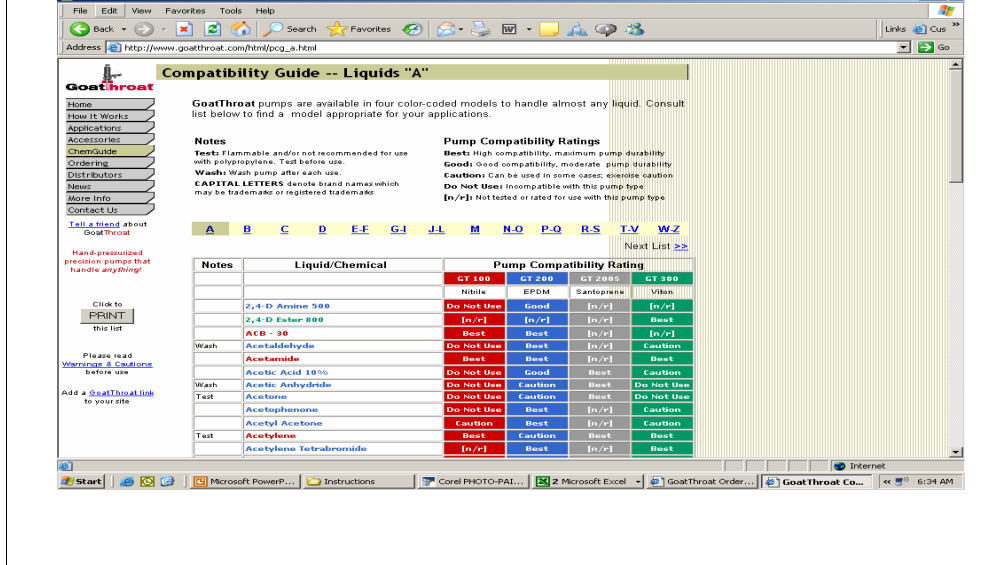 File Edit View Favorites Tools Help
Back Search Favorites Links Cus »
Address http://www.goatthroat.com/html/pcg_a.html Go
GoatThroat
Compatibility Guide -- Liquids "A"
Home
How It Works
Applications
Accessories
ChemGuide
Ordering
Distributors
News
More Info
Contact Us
Tell a friend about
GoatThroat
Hand-pressurized
precision pumps that
handle anything!
Click to
PRINT
this list
Please read
Warnings & Cautions
before use
Add a GoatThroat link
to your site
GoatThroat pumps are available in four color-coded models to handle almost any liquid. Consult
list below to find a model appropriate for your applications.
Notes
Test: Flammable and/or not recommended for use
with polypropylene. Test before use.
Wash: Wash pump after each use.
CAPITAL LETTERS denote brand names which
may be trademarks or registered trademarks
Pump Compatibility Ratings
Best: High compatibility, maximum pump durability
Good: Good compatibility, moderate pump durability
Caution: Can be used in some cases; exercise caution
Do Not Use: Incompatible with this pump type
[n/r]: Not tested or rated for use with this pump type
A B C D E-F G-I J-L M N-O P-Q R-S T-V W-Z
Next List >>
Notes Liquid/Chemical Pump Compatibility Rating
GT 100 GT 200 GT 200S GT 300
Nitrile EPDM Santoprene Viton
2,4-D Amine 500 Do Not Use Good [n/r] [n/r]
2,4-D Ester 800 [n/r] [n/r] [n/r] Best
ACB - 30 Best Best [n/r] [n/r]
Wash Acetaldehyde Do Not Use Best [n/r] Caution
Acetamide Best Best [n/r] Best
Acetic Acid 10% Do Not Use Good Best Caution
Wash Acetic Anhydride Do Not Use Caution Best Do Not Use
Test Acetone Do Not Use Caution Best Do Not Use
Acetophenone Do Not Use Best [n/r] Caution
Acetyl Acetone Caution Best [n/r] Caution
Test Acetylene Best Caution Best Best
Acetylene Tetrabromide [n/r] Best [n/r] Best
Internet
Start Microsoft PowerP... Instructions Corel PHOTO-PAI... 2 Microsoft Excel GoatThroat Order... GoatThroat Co... « 6:34 AM